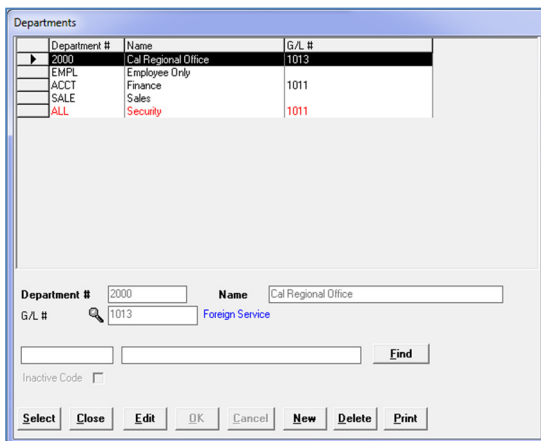 Departments
Department # Name G/L #
2000 Cal Regional Office 1013
EMPL Employee Only
ACCT Finance 1011
SALE Sales
ALL Security 1011
Department # 2000 Name Cal Regional Office
G/L # 1013 Foreign Service
Find
Inactive Code
Select Close Edit OK Cancel New Delete Print